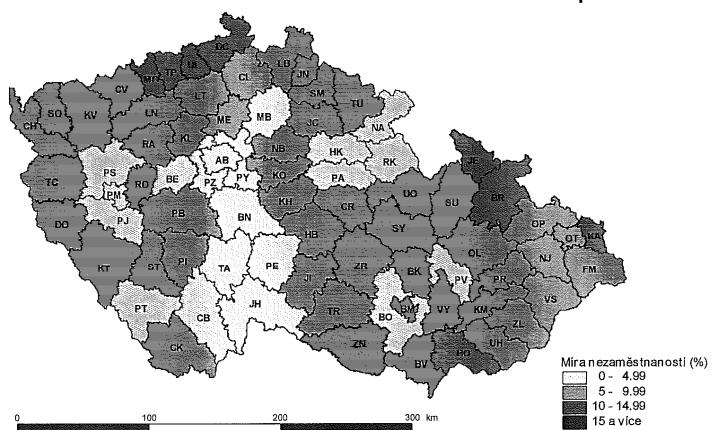 DC
LB
TP
UL
MO
JN
CL
CV
LT
SM
TU
SO
KV
LN
ME
MB
JC
CH
NA
RA
KL
NB
HK
RK
AB
JE
PS
BE
PZ
PY
KO
PA
TC
RO
PM
BR
UO
SU
PJ
PB
BN
KH
CR
DO
HB
SY
OP
OT
KA
OL
NJ
KT
ST
PI
TA
PE
ZR
BK
FM
JI
PV
PR
VS
PT
CB
JH
TR
BO
BM
VY
KM
ZL
CK
ZN
UH
HO
BV
Míra nezaměstnanosti (%)
0 - 4.99
5 - 9.99
10 - 14.99
15 a více
0 100 200 300 km